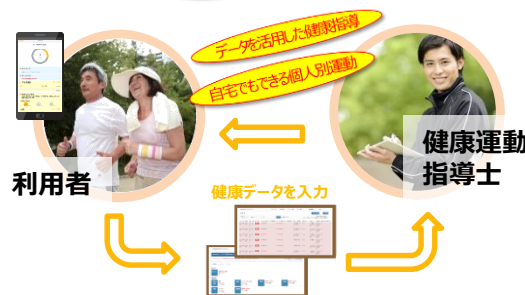 データを活用した健康指導
自宅でもできる個人別運動
利用者
健康運動
指導士
健康データを入力